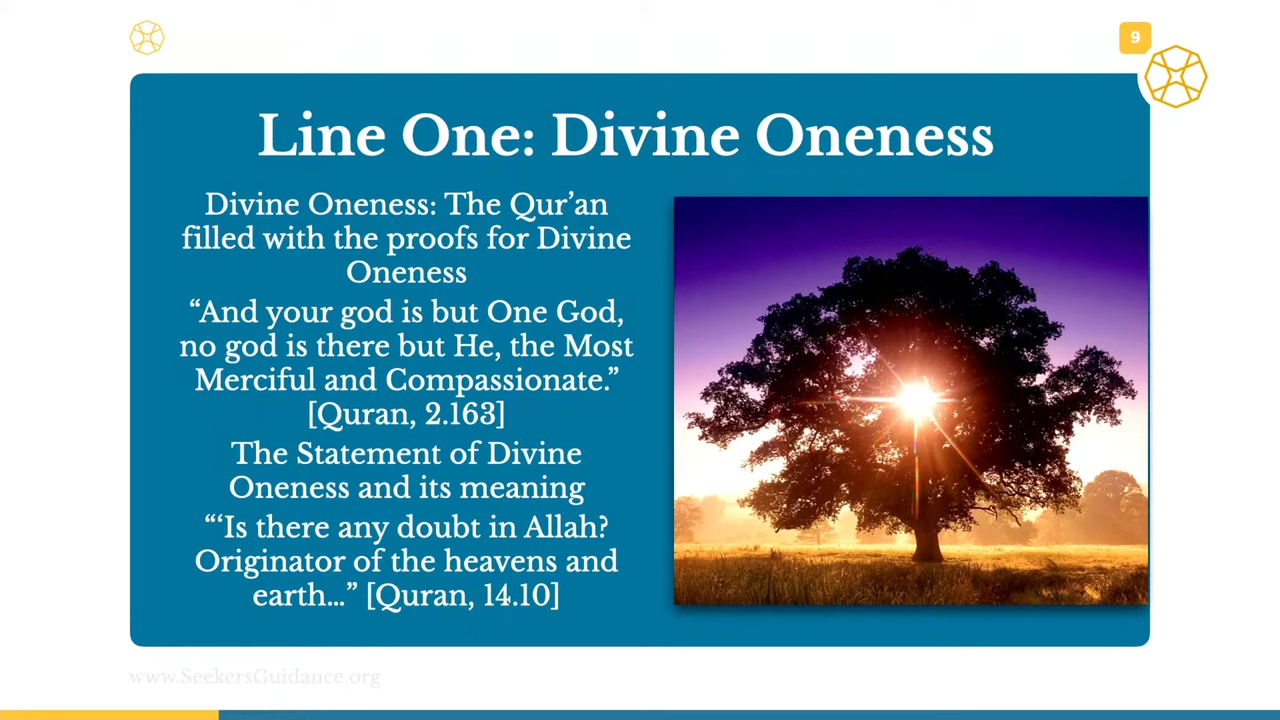 9
Line One: Divine Oneness
Divine Oneness: The Qur’an
filled with the proofs for Divine
Oneness
“And your god is but One God,
no god is there but He, the Most
Merciful and Compassionate.”
[Quran, 2.163]
The Statement of Divine
Oneness and its meaning
“‘Is there any doubt in Allah?
Originator of the heavens and
earth…” [Quran, 14.10]
www.SeekersGuidance.org